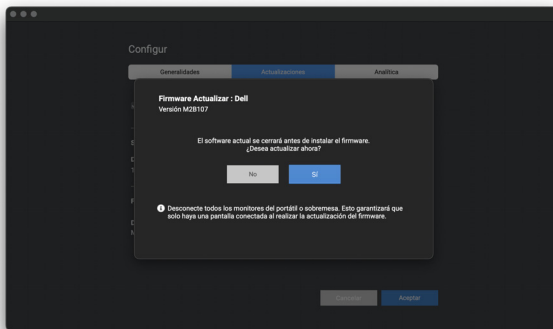 Configur
Generalidades
Actualizaciones
Analítica
Firmware Actualizar : Dell
Versión M2B107
El software actual se cerrará antes de instalar el firmware.
¿Desea actualizar ahora?
No
SÍ
Desconecte todos los monitores del portátil o sobremesa. Esto garantizará que
solo haya una pantalla conectada al realizar la actualización del firmware.
Cancelar
Aceptar